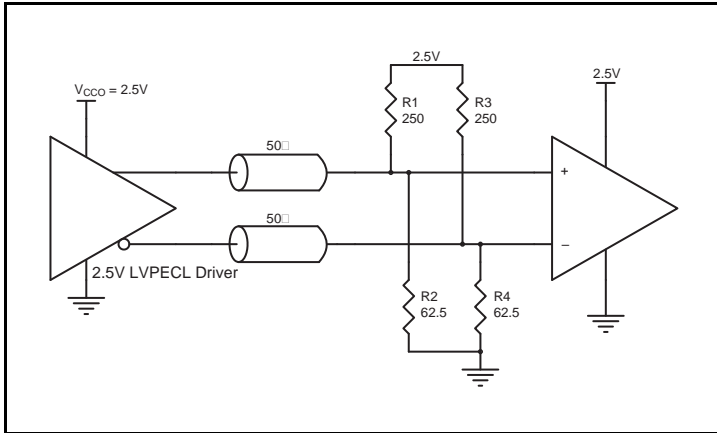 2.5V
2.5V
V_CCO = 2.5V
R1
250
R3
250
50□
+
50□
–
2.5V LVPECL Driver
R2
62.5
R4
62.5